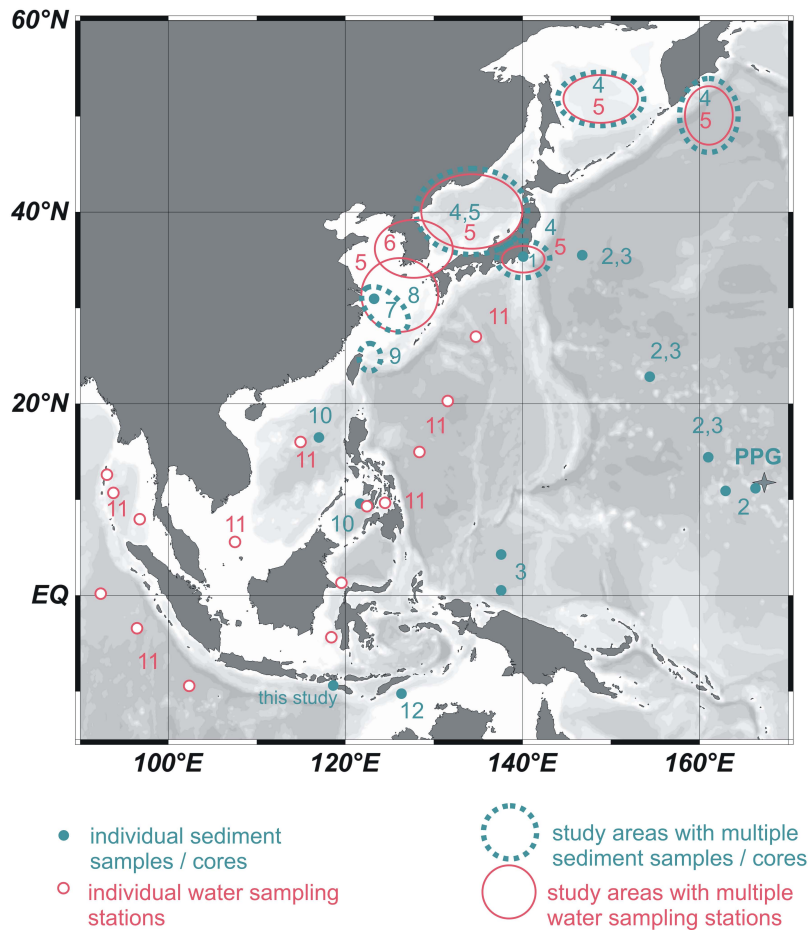 60°N
4
5
4
5
40°N
4,5
5
6
4
5
1
2,3
5
8
7
11
9
2,3
20°N
10
11
11
2,3
PPG
11
11
10
11
2
3
EQ
11
this study
12
100°E 120°E 140°E 160°E
individual sediment
samples / cores
individual water sampling
stations
study areas with multiple
sediment samples / cores
study areas with multiple
water sampling stations